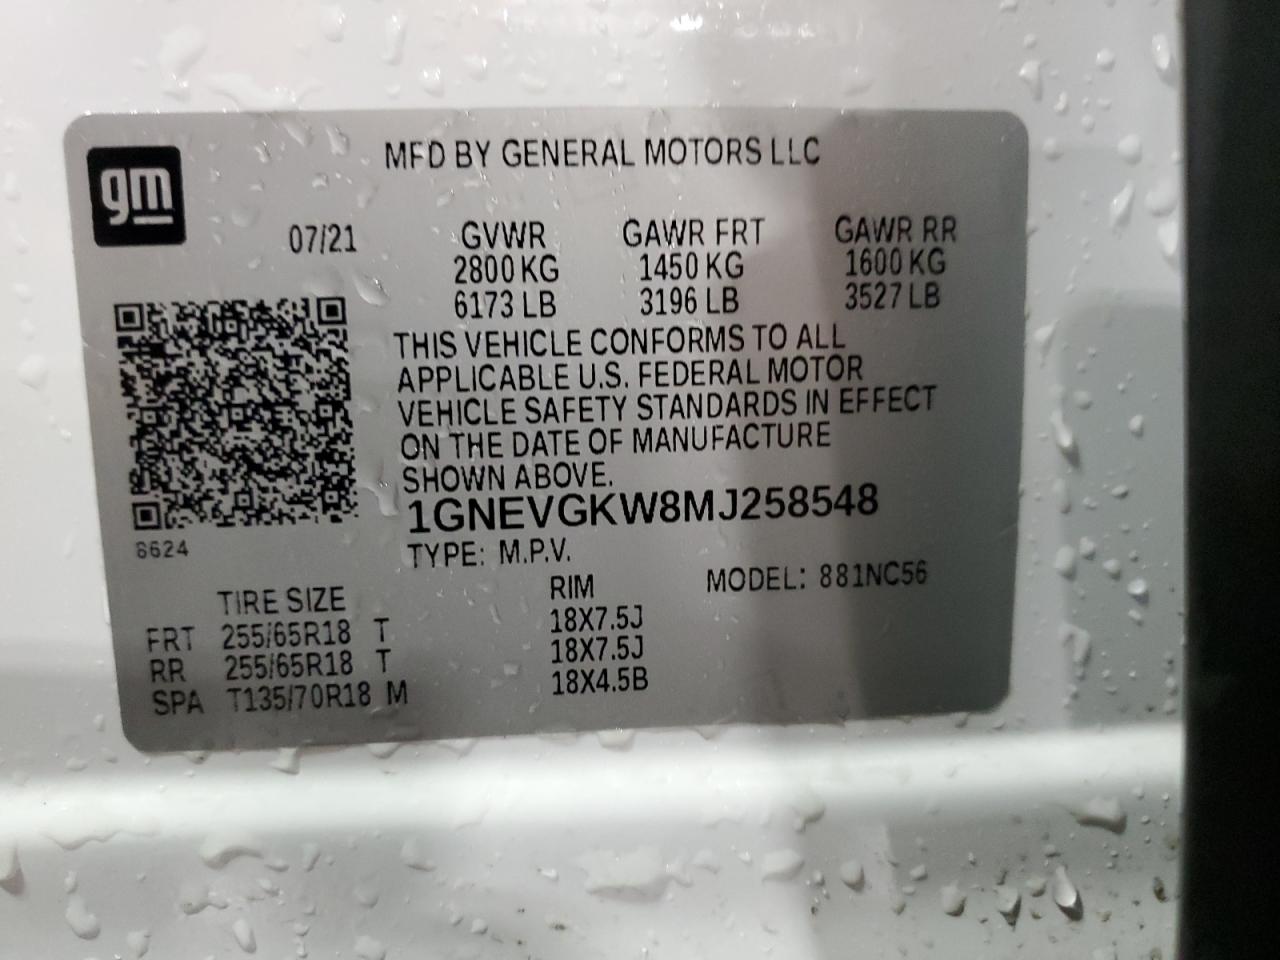 MFD BY GENERAL MOTORS LLC
gm
07/21 GVWR GAWR FRT GAWR RR
2800 KG 1450 KG 1600 KG
6173 LB 3196 LB 3527 LB
THIS VEHICLE CONFORMS TO ALL
APPLICABLE U.S. FEDERAL MOTOR
VEHICLE SAFETY STANDARDS IN EFFECT
ON THE DATE OF MANUFACTURE
SHOWN ABOVE.
1GNEVGKW8MJ258548
6624
TYPE: M.P.V.
TIRE SIZE RIM MODEL: 881NC56
FRT 255/65R18 T 18X7.5J
RR 255/65R18 T 18X7.5J
SPA T135/70R18 M 18X4.5B